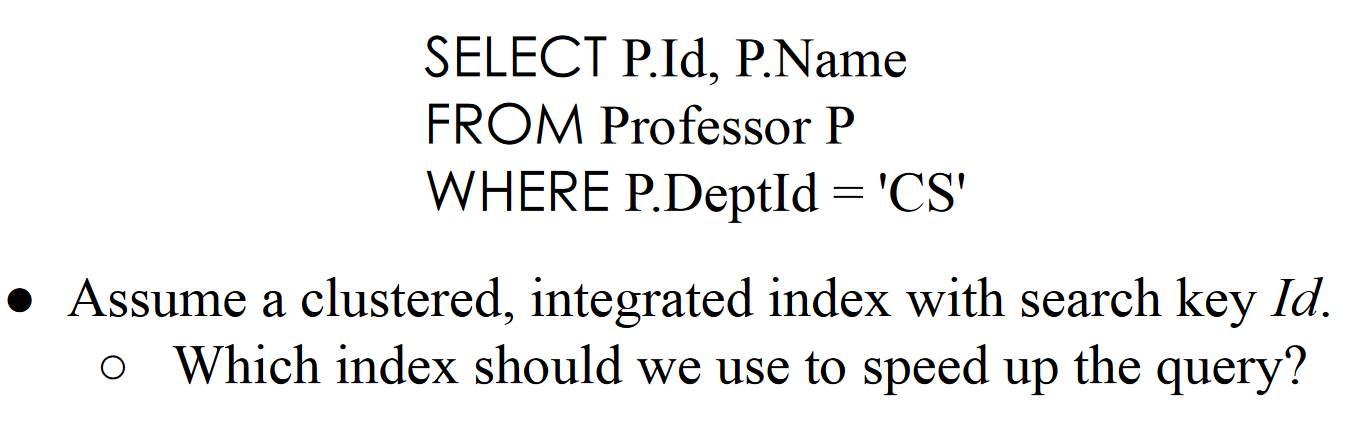 SELECT P.Id, P.Name
FROM Professor P
WHERE P.DeptId = 'CS'
● Assume a clustered, integrated index with search key Id.
○ Which index should we use to speed up the query?